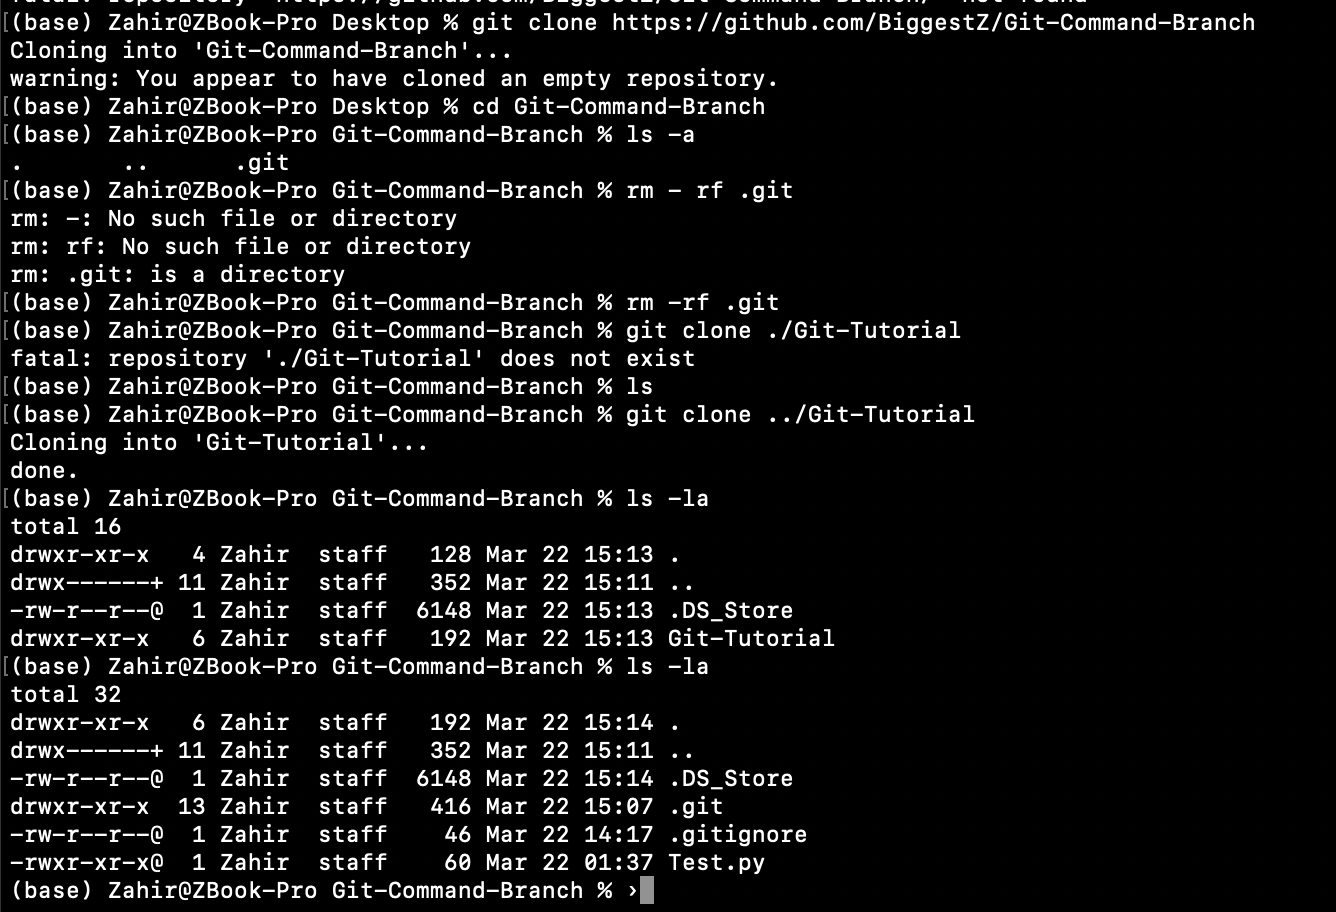 fatal: repository 'https://github.com/BiggestZ/Git-Command-Branch/' not found
[(base) Zahir@ZBook-Pro Desktop % git clone https://github.com/BiggestZ/Git-Command-Branch
Cloning into 'Git-Command-Branch'...
warning: You appear to have cloned an empty repository.
[(base) Zahir@ZBook-Pro Desktop % cd Git-Command-Branch
[(base) Zahir@ZBook-Pro Git-Command-Branch % ls -a
.       ..      .git
[(base) Zahir@ZBook-Pro Git-Command-Branch % rm - rf .git
rm: -: No such file or directory
rm: rf: No such file or directory
rm: .git: is a directory
[(base) Zahir@ZBook-Pro Git-Command-Branch % rm -rf .git
[(base) Zahir@ZBook-Pro Git-Command-Branch % git clone ./Git-Tutorial
fatal: repository './Git-Tutorial' does not exist
[(base) Zahir@ZBook-Pro Git-Command-Branch % ls
[(base) Zahir@ZBook-Pro Git-Command-Branch % git clone ../Git-Tutorial
Cloning into 'Git-Tutorial'...
done.
[(base) Zahir@ZBook-Pro Git-Command-Branch % ls -la
total 16
drwxr-xr-x   4 Zahir  staff   128 Mar 22 15:13 .
drwx------+ 11 Zahir  staff   352 Mar 22 15:11 ..
-rw-r--r--@  1 Zahir  staff  6148 Mar 22 15:13 .DS_Store
drwxr-xr-x   6 Zahir  staff   192 Mar 22 15:13 Git-Tutorial
[(base) Zahir@ZBook-Pro Git-Command-Branch % ls -la
total 32
drwxr-xr-x   6 Zahir  staff   192 Mar 22 15:14 .
drwx------+ 11 Zahir  staff   352 Mar 22 15:11 ..
-rw-r--r--@  1 Zahir  staff  6148 Mar 22 15:14 .DS_Store
drwxr-xr-x  13 Zahir  staff   416 Mar 22 15:07 .git
-rw-r--r--@  1 Zahir  staff    46 Mar 22 14:17 .gitignore
-rwxr-xr-x@  1 Zahir  staff    60 Mar 22 01:37 Test.py
(base) Zahir@ZBook-Pro Git-Command-Branch % ›